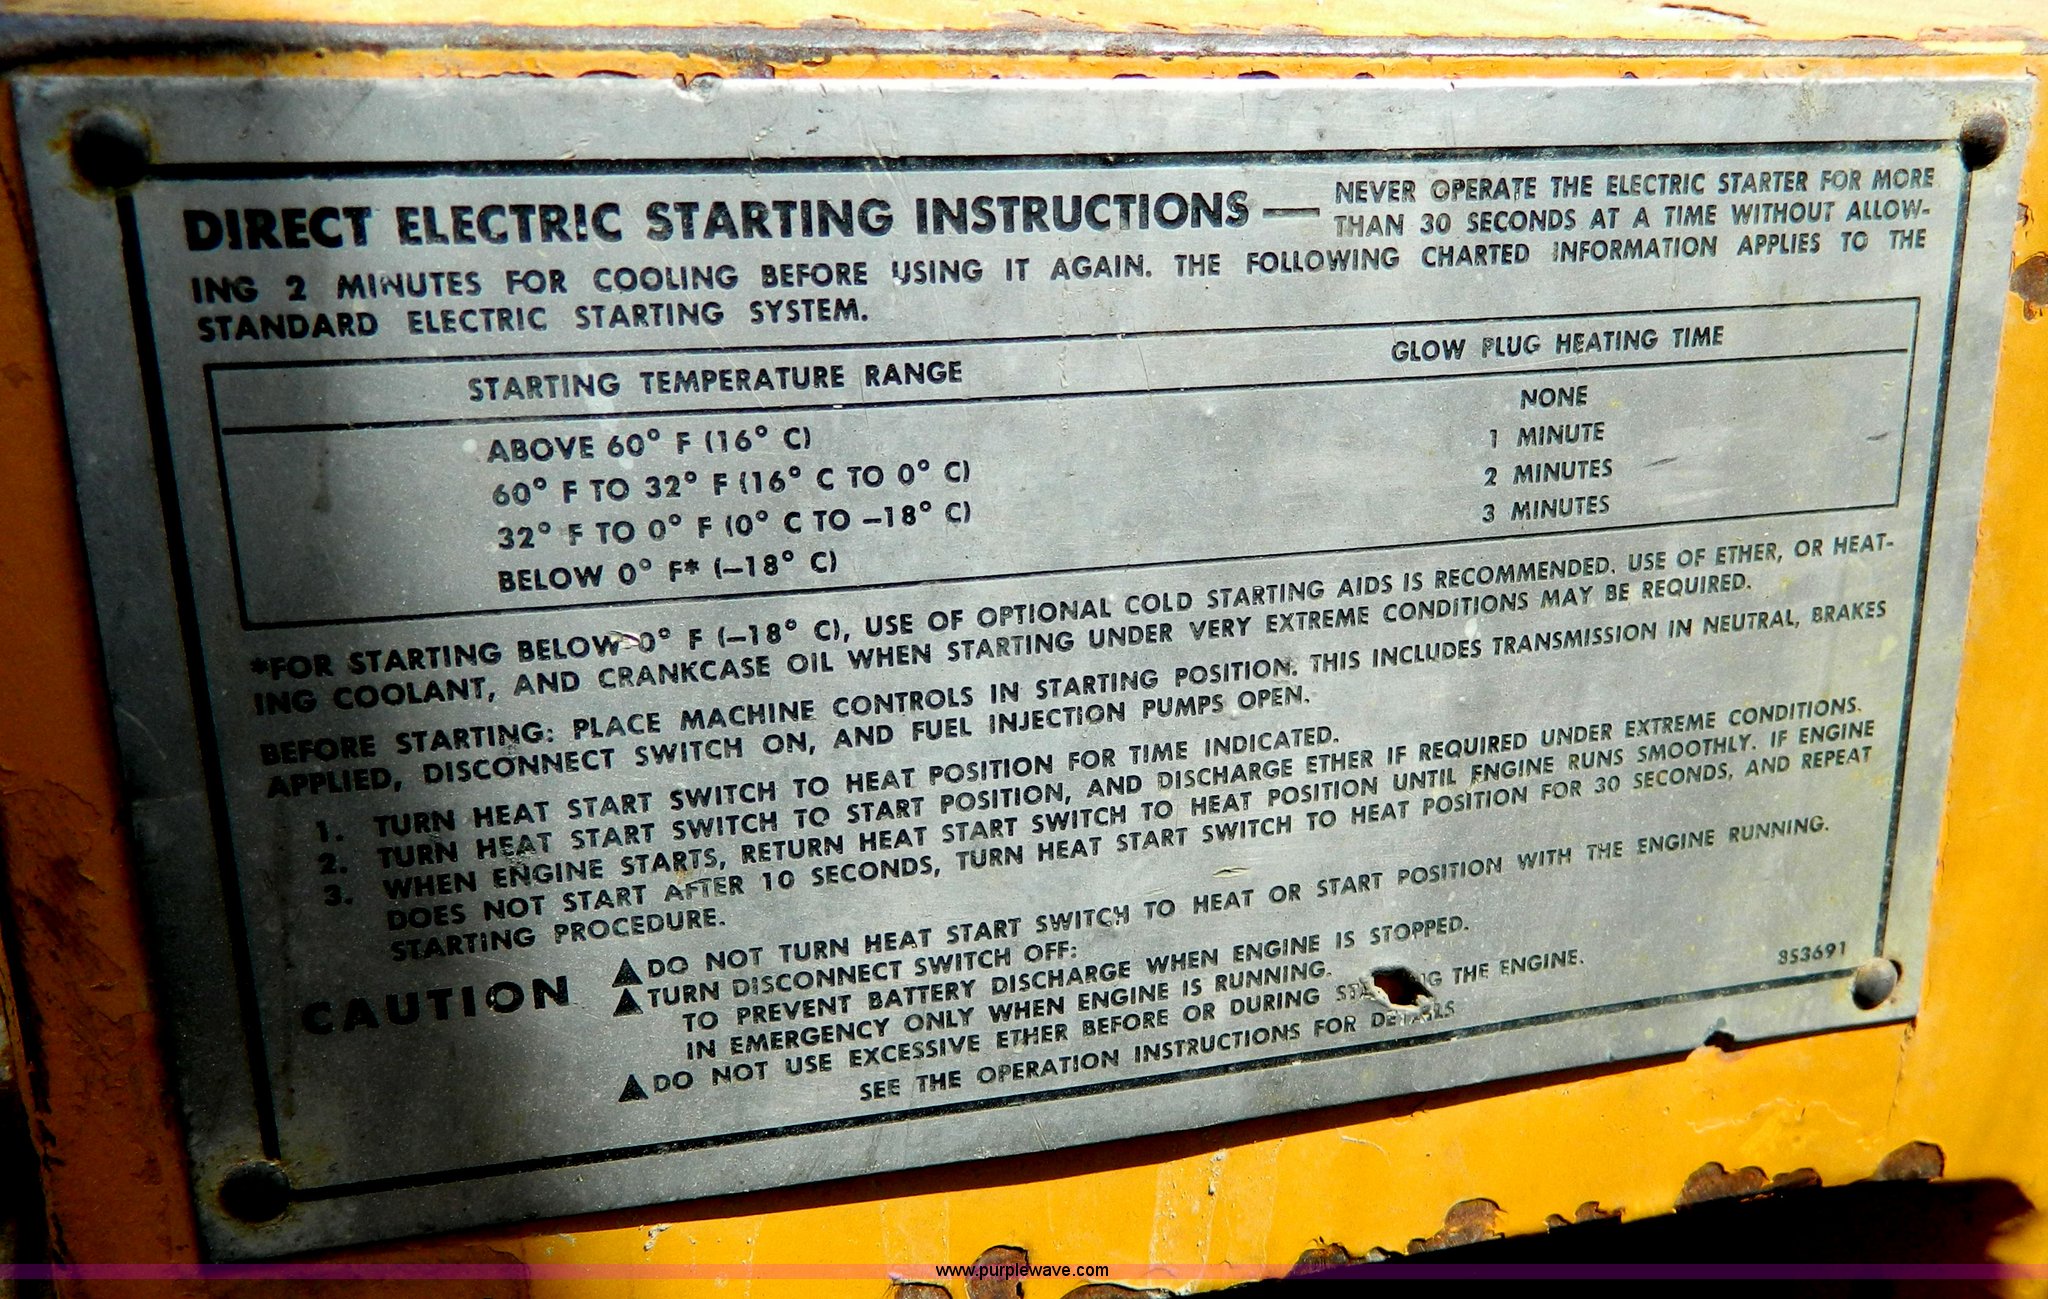 DIRECT ELECTRIC STARTING INSTRUCTIONS — NEVER OPERATE THE ELECTRIC STARTER FOR MORE
THAN 30 SECONDS AT A TIME WITHOUT ALLOW-
ING 2 MINUTES FOR COOLING BEFORE USING IT AGAIN. THE FOLLOWING CHARTED INFORMATION APPLIES TO THE
STANDARD ELECTRIC STARTING SYSTEM.
STARTING TEMPERATURE RANGE GLOW PLUG HEATING TIME
ABOVE 60° F (16° C) NONE
60° F TO 32° F (16° C TO 0° C) 1 MINUTE
32° F TO 0° F (0° C TO –18° C) 2 MINUTES
BELOW 0° F* (–18° C) 3 MINUTES
*FOR STARTING BELOW 0° F (–18° C), USE OF OPTIONAL COLD STARTING AIDS IS RECOMMENDED. USE OF ETHER, OR HEAT-
ING COOLANT, AND CRANKCASE OIL WHEN STARTING UNDER VERY EXTREME CONDITIONS MAY BE REQUIRED.
BEFORE STARTING: PLACE MACHINE CONTROLS IN STARTING POSITION. THIS INCLUDES TRANSMISSION IN NEUTRAL, BRAKES
APPLIED, DISCONNECT SWITCH ON, AND FUEL INJECTION PUMPS OPEN.
1. TURN HEAT START SWITCH TO HEAT POSITION FOR TIME INDICATED.
2. TURN HEAT START SWITCH TO START POSITION, AND DISCHARGE ETHER IF REQUIRED UNDER EXTREME CONDITIONS.
3. WHEN ENGINE STARTS, RETURN HEAT START SWITCH TO HEAT POSITION UNTIL ENGINE RUNS SMOOTHLY. IF ENGINE
DOES NOT START AFTER 10 SECONDS, TURN HEAT START SWITCH TO HEAT POSITION FOR 30 SECONDS, AND REPEAT
STARTING PROCEDURE.
CAUTION ▲DO NOT TURN HEAT START SWITCH TO HEAT OR START POSITION WITH THE ENGINE RUNNING.
▲TURN DISCONNECT SWITCH OFF:
TO PREVENT BATTERY DISCHARGE WHEN ENGINE IS STOPPED.
IN EMERGENCY ONLY WHEN ENGINE IS RUNNING.
▲DO NOT USE EXCESSIVE ETHER BEFORE OR DURING THE ENGINE.
SEE THE OPERATION INSTRUCTIONS FOR DETAILS
853691
www.purplewave.com